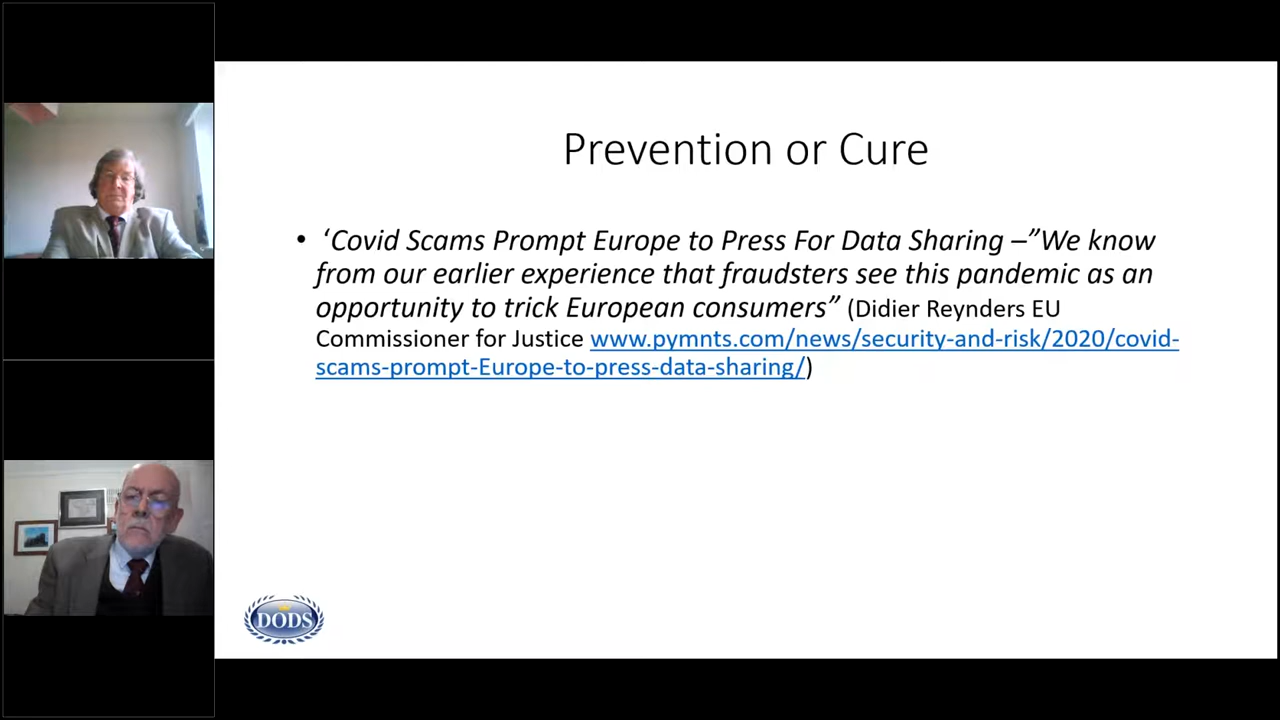 Prevention or Cure
• ‘Covid Scams Prompt Europe to Press For Data Sharing –”We know
from our earlier experience that fraudsters see this pandemic as an
opportunity to trick European consumers” (Didier Reynders EU
Commissioner for Justice www.pymnts.com/news/security-and-risk/2020/covid-
scams-prompt-Europe-to-press-data-sharing/)
DODS